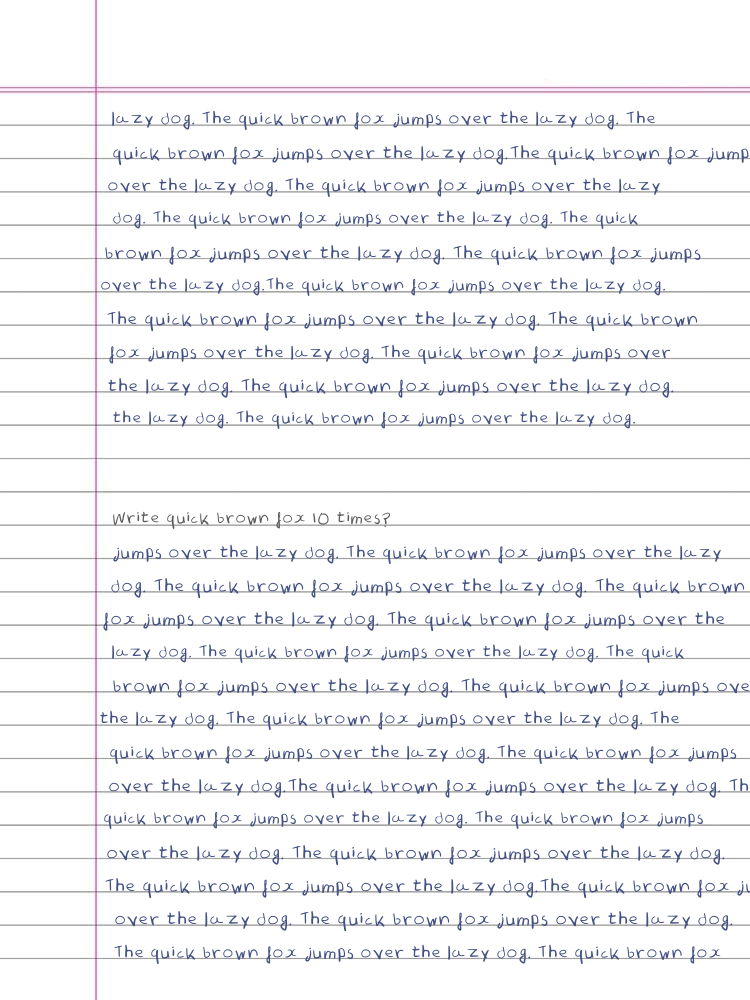 lazy dog. The quick brown fox jumps over the lazy dog. The
quick brown fox jumps over the lazy dog.The quick brown fox jump
over the lazy dog. The quick brown fox jumps over the lazy
dog. The quick brown fox jumps over the lazy dog. The quick
brown fox jumps over the lazy dog. The quick brown fox jumps
over the lazy dog.The quick brown fox jumps over the lazy dog.
The quick brown fox jumps over the lazy dog. The quick brown
fox jumps over the lazy dog. The quick brown fox jumps over
the lazy dog. The quick brown fox jumps over the lazy dog.
the lazy dog. The quick brown fox jumps over the lazy dog.
Write quick brown fox 10 times?
jumps over the lazy dog. The quick brown fox jumps over the lazy
dog. The quick brown fox jumps over the lazy dog. The quick brown
fox jumps over the lazy dog. The quick brown fox jumps over the
lazy dog. The quick brown fox jumps over the lazy dog. The quick
brown fox jumps over the lazy dog. The quick brown fox jumps ove
the lazy dog. The quick brown fox jumps over the lazy dog. The
quick brown fox jumps over the lazy dog. The quick brown fox jumps
over the lazy dog.The quick brown fox jumps over the lazy dog. Th
quick brown fox jumps over the lazy dog. The quick brown fox jumps
over the lazy dog. The quick brown fox jumps over the lazy dog.
The quick brown fox jumps over the lazy dog.The quick brown fox ju
over the lazy dog. The quick brown fox jumps over the lazy dog.
The quick brown fox jumps over the lazy dog. The quick brown fox